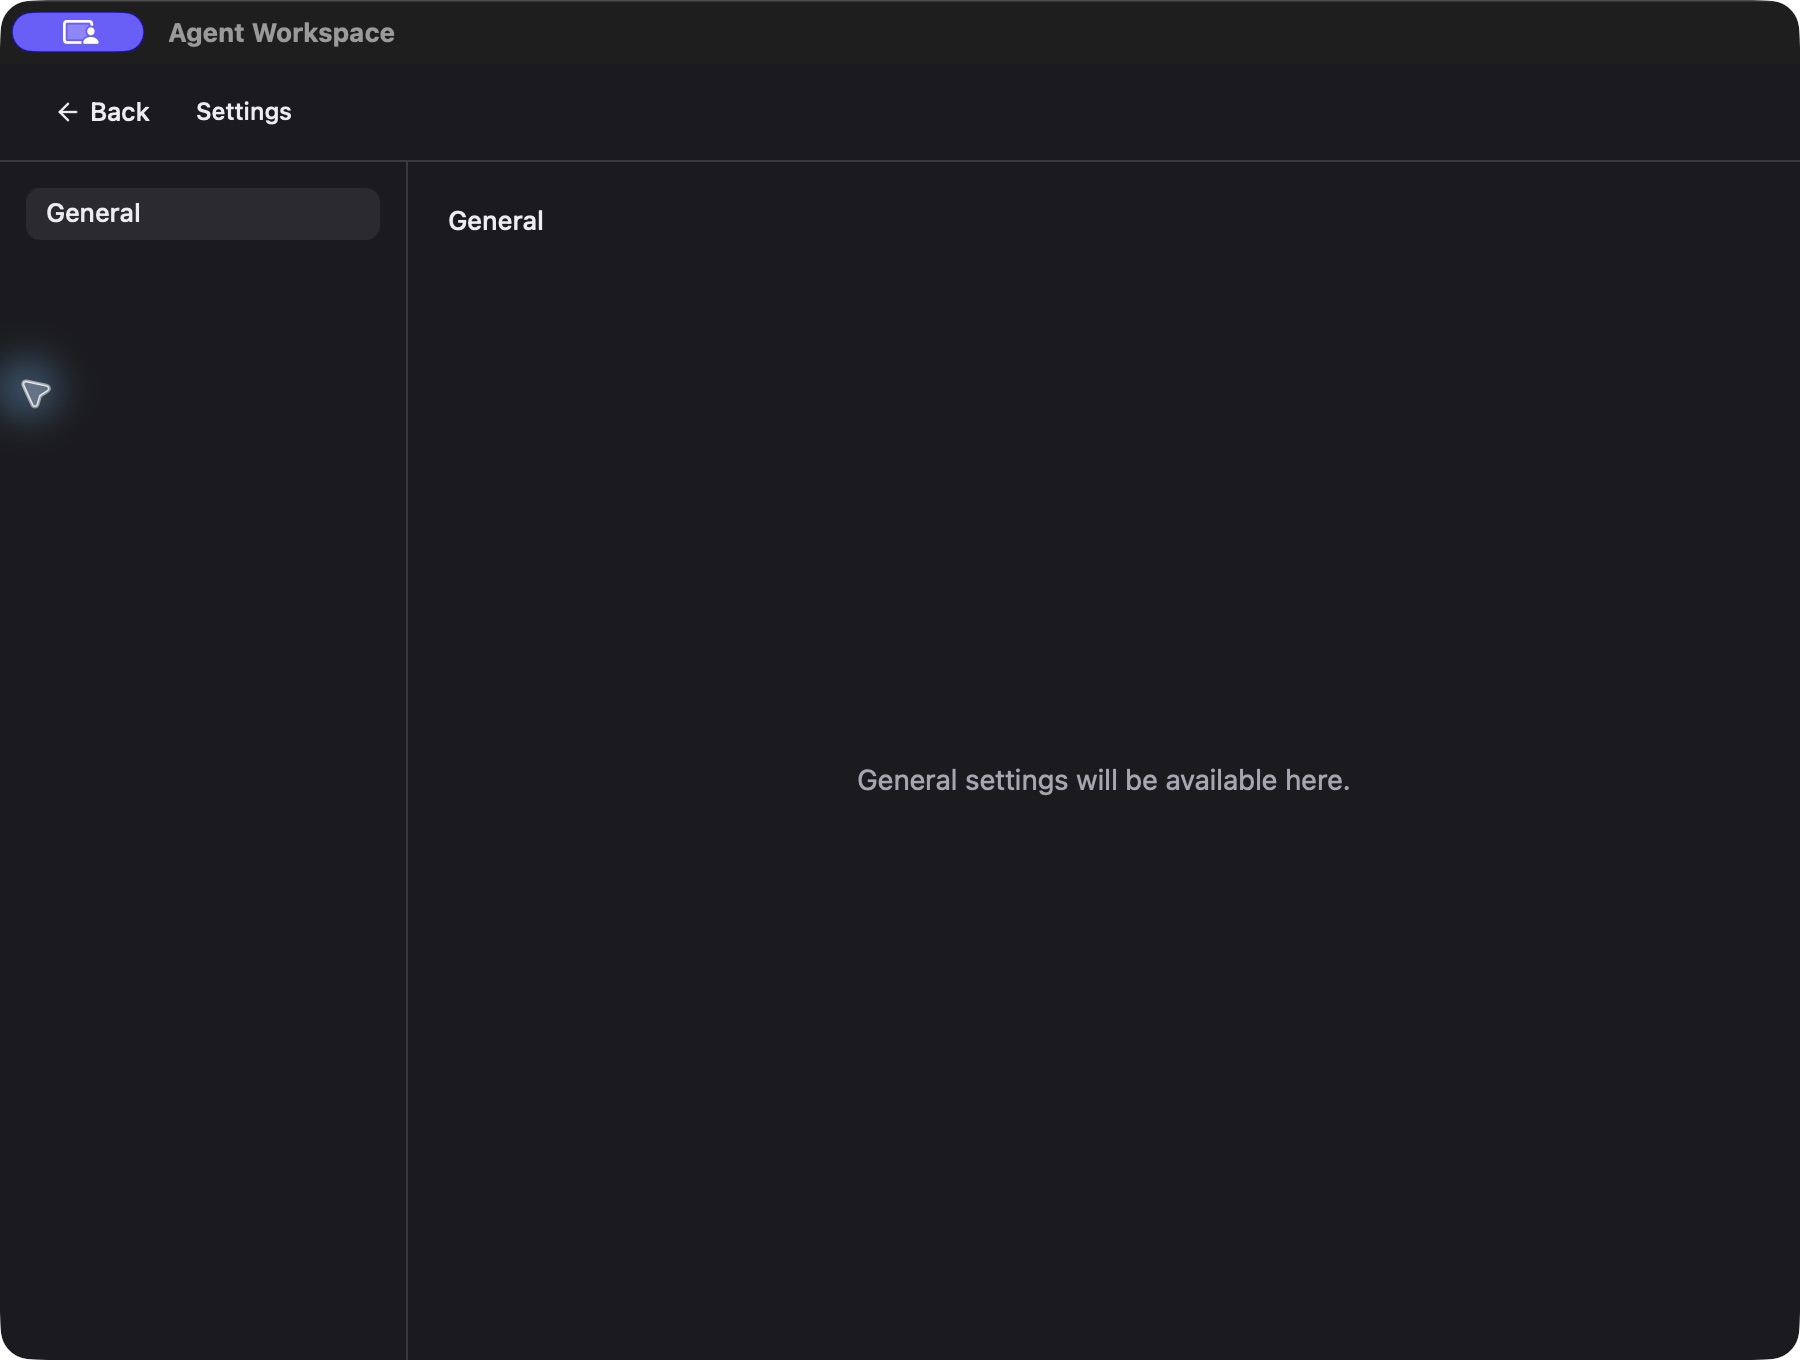 Agent Workspace
← Back Settings
General
General
General settings will be available here.